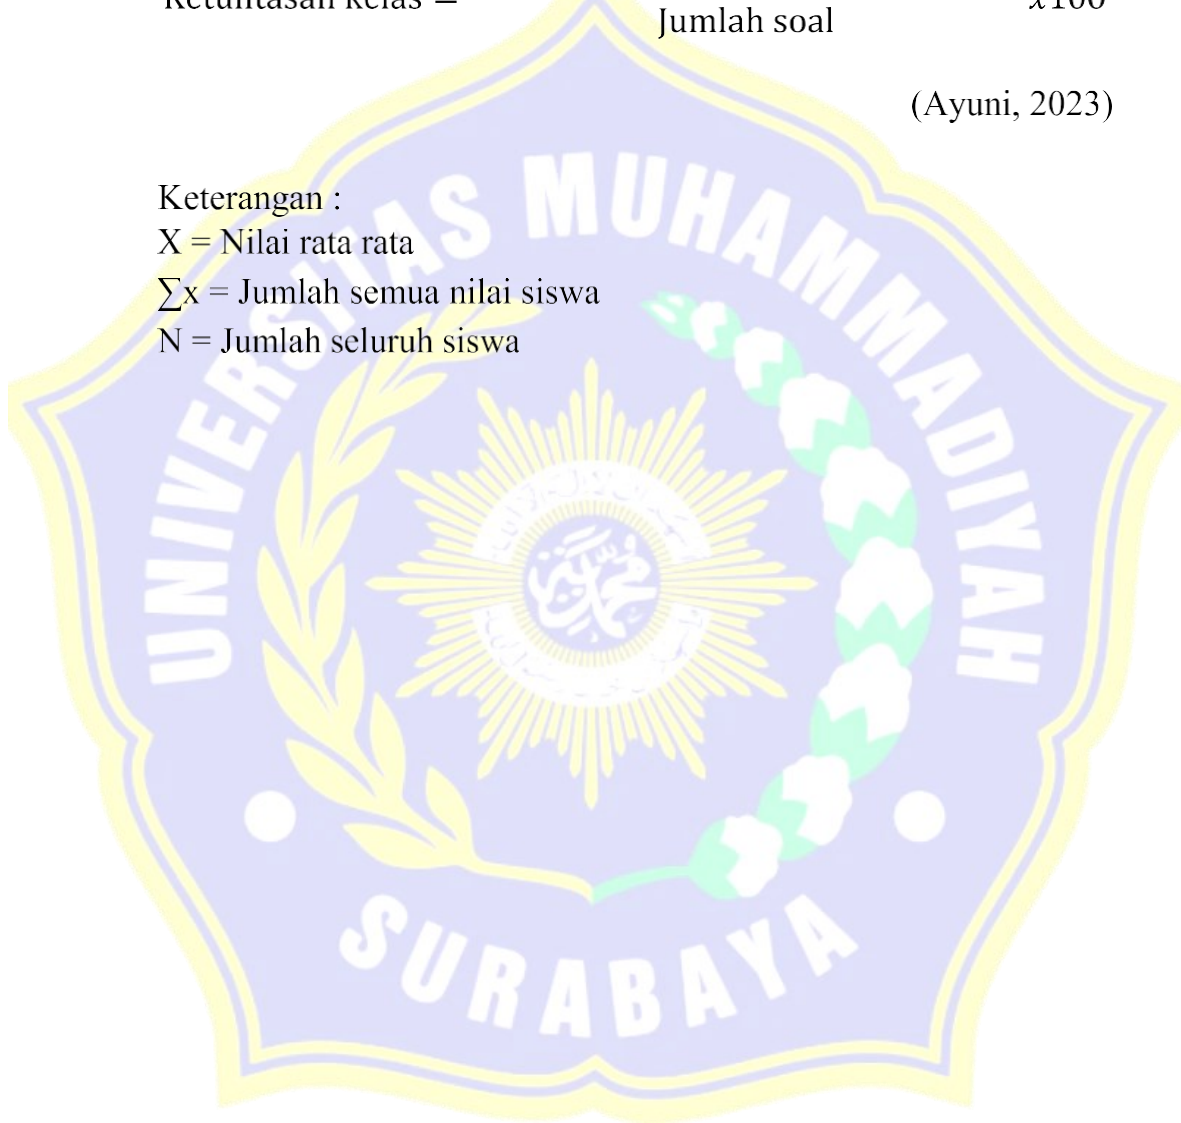 Ketuntasan kelas =
x100
Jumlah soal
(Ayuni, 2023)
Keterangan :
X = Nilai rata rata
∑x = Jumlah semua nilai siswa
N = Jumlah seluruh siswa
UNIVERSITAS MUHAMMADIYAH
SURABAYA